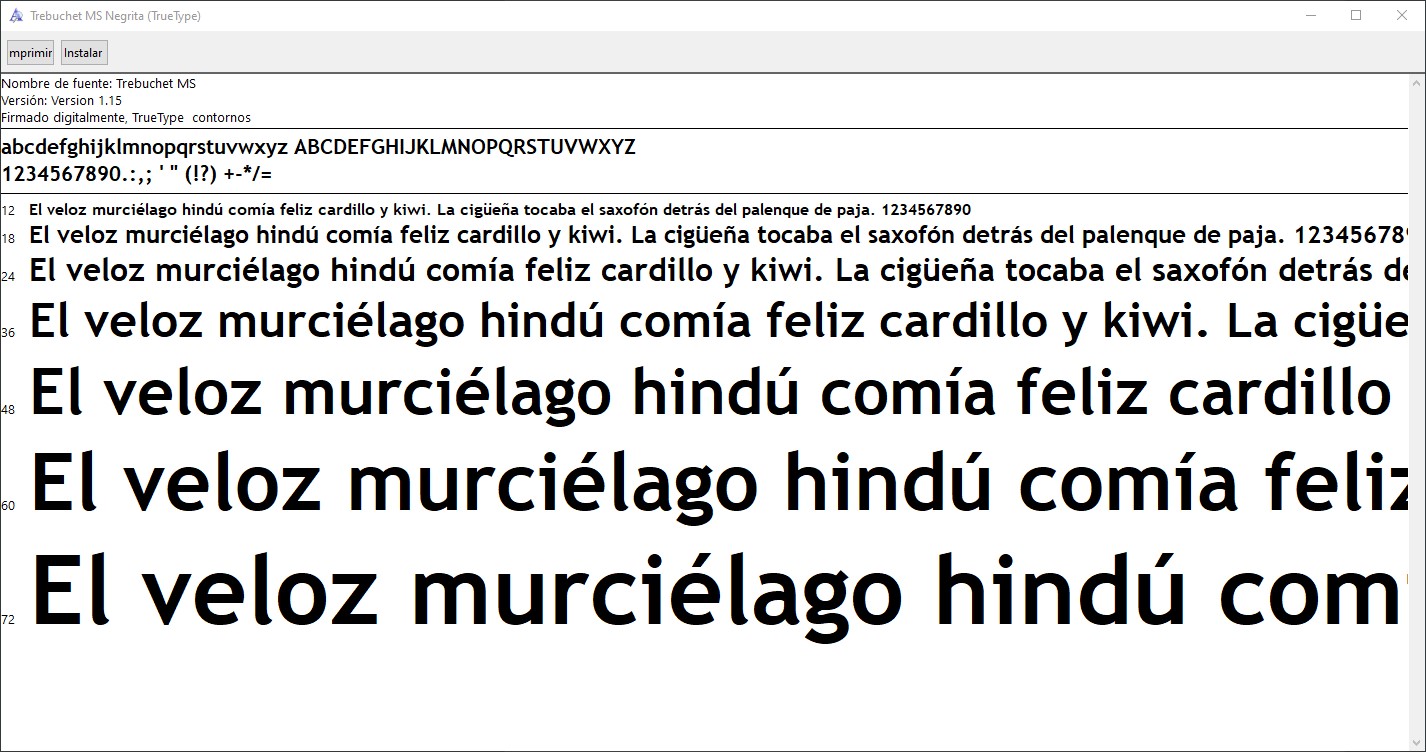 Trebuchet MS Negrita (TrueType)
mprimir Instalar
Nombre de fuente: Trebuchet MS
Versión: Version 1.15
Firmado digitalmente, TrueType contornos
abcdefghijklmnopqrstuvwxyz ABCDEFGHIJKLMNOPQRSTUVWXYZ
1234567890.:,; ' " (!?) +-*/=
12 El veloz murciélago hindú comía feliz cardillo y kiwi. La cigüeña tocaba el saxofón detrás del palenque de paja. 1234567890
18 El veloz murciélago hindú comía feliz cardillo y kiwi. La cigüeña tocaba el saxofón detrás del palenque de paja. 123456789
24 El veloz murciélago hindú comía feliz cardillo y kiwi. La cigüeña tocaba el saxofón detrás de
36 El veloz murciélago hindú comía feliz cardillo y kiwi. La cigüe
48 El veloz murciélago hindú comía feliz cardillo
60 El veloz murciélago hindú comía feliz
72 El veloz murciélago hindú com